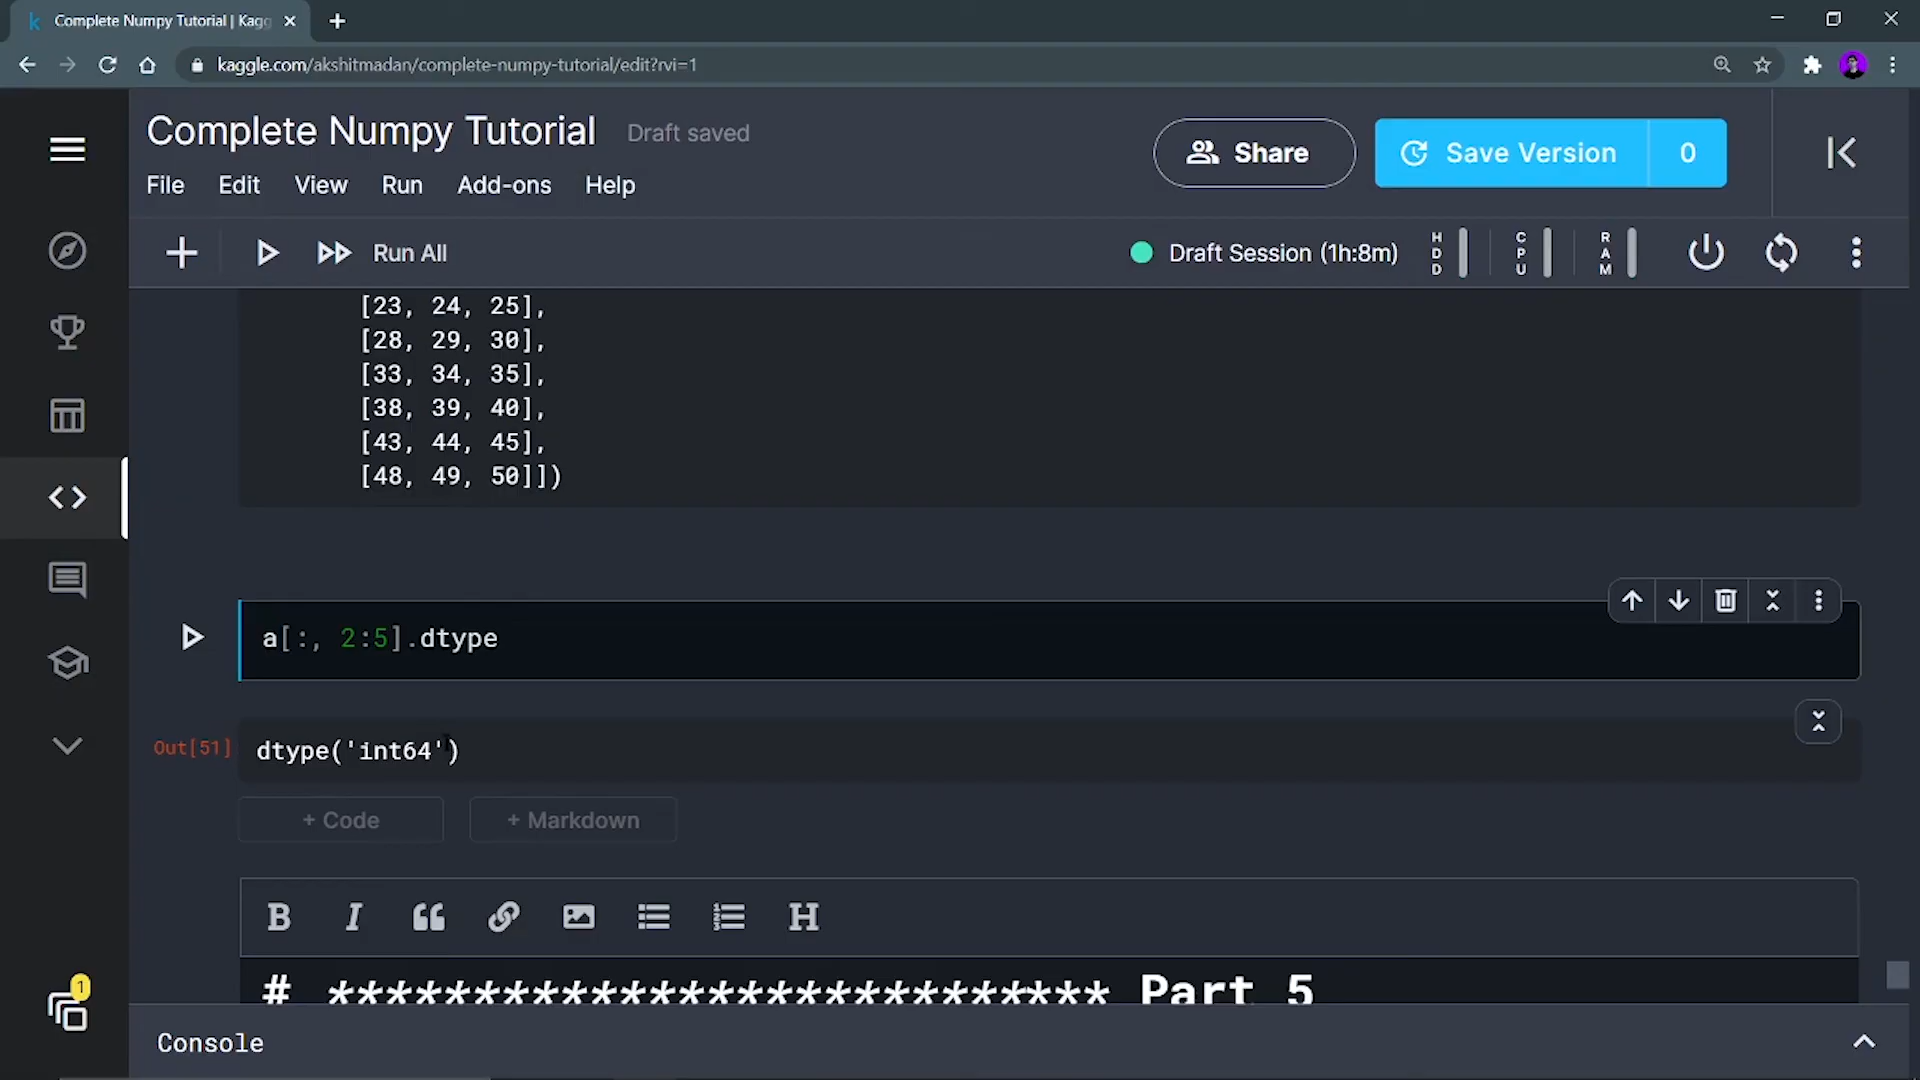 Complete Numpy Tutorial | Kagg
kaggle.com/akshitmadan/complete-numpy-tutorial/edit?rvi=1
Complete Numpy Tutorial Draft saved
Share
Save Version 0
File Edit View Run Add-ons Help
Run All
Draft Session (1h:8m)
HDD
CPU
RAM
[23, 24, 25],
[28, 29, 30],
[33, 34, 35],
[38, 39, 40],
[43, 44, 45],
[48, 49, 50]])
a[:, 2:5].dtype
Out[51] dtype('int64')
+ Code + Markdown
B I H
# *************************** Part 5
1
Console